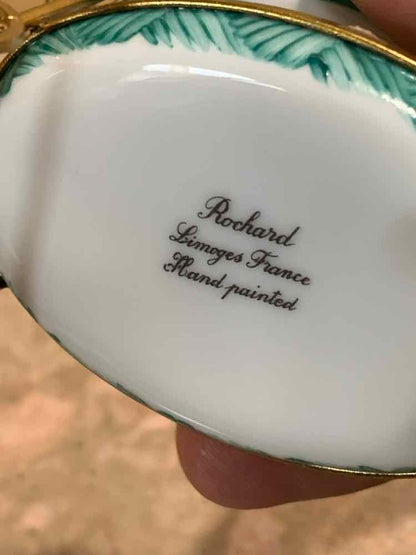 Rochard
Limoges France
Hand painted